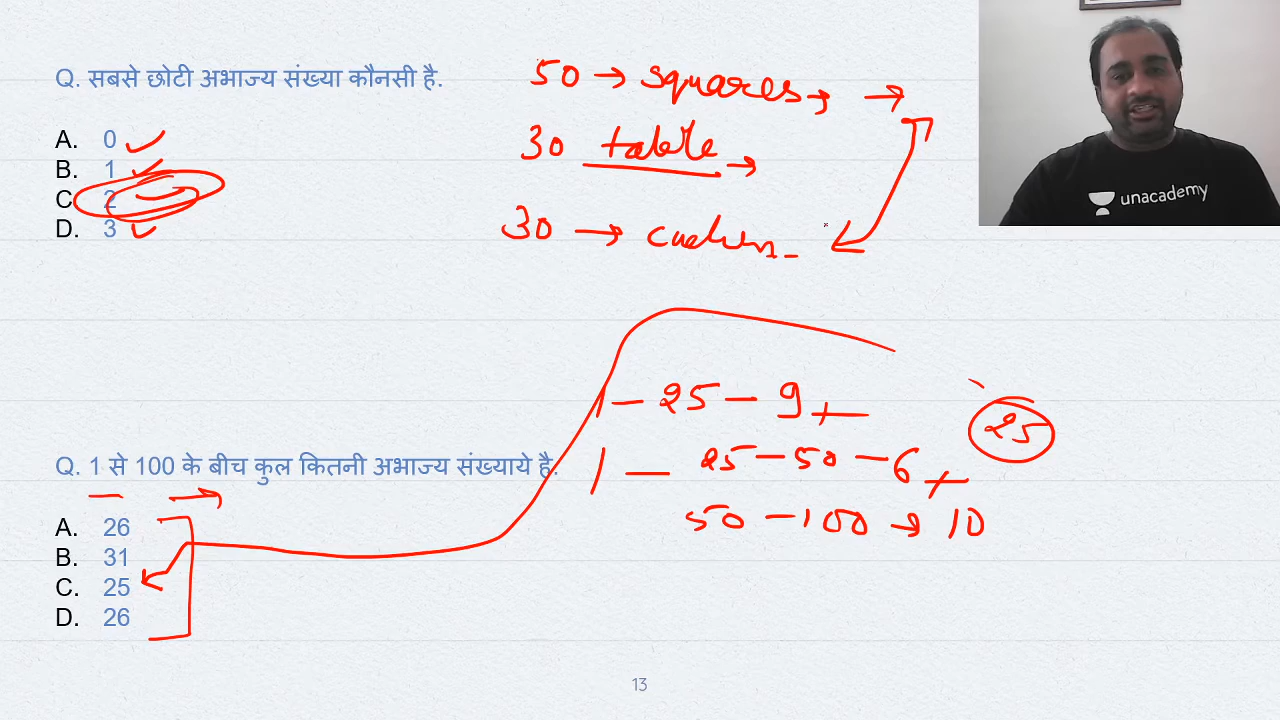 Q. सबसे छोटी अभाज्य संख्या कौनसी है.
A. 0
B. 1
C. 2
D. 3
50 → squares →
30 table →
30 →
unacademy
1 – 25 – 9 +
1 – 25 – 50 – 6 +
50 – 100 → 10
25
Q. 1 से 100 के बीच कुल कितनी अभाज्य संख्याये है.
A. 26
B. 31
C. 25
D. 26
13